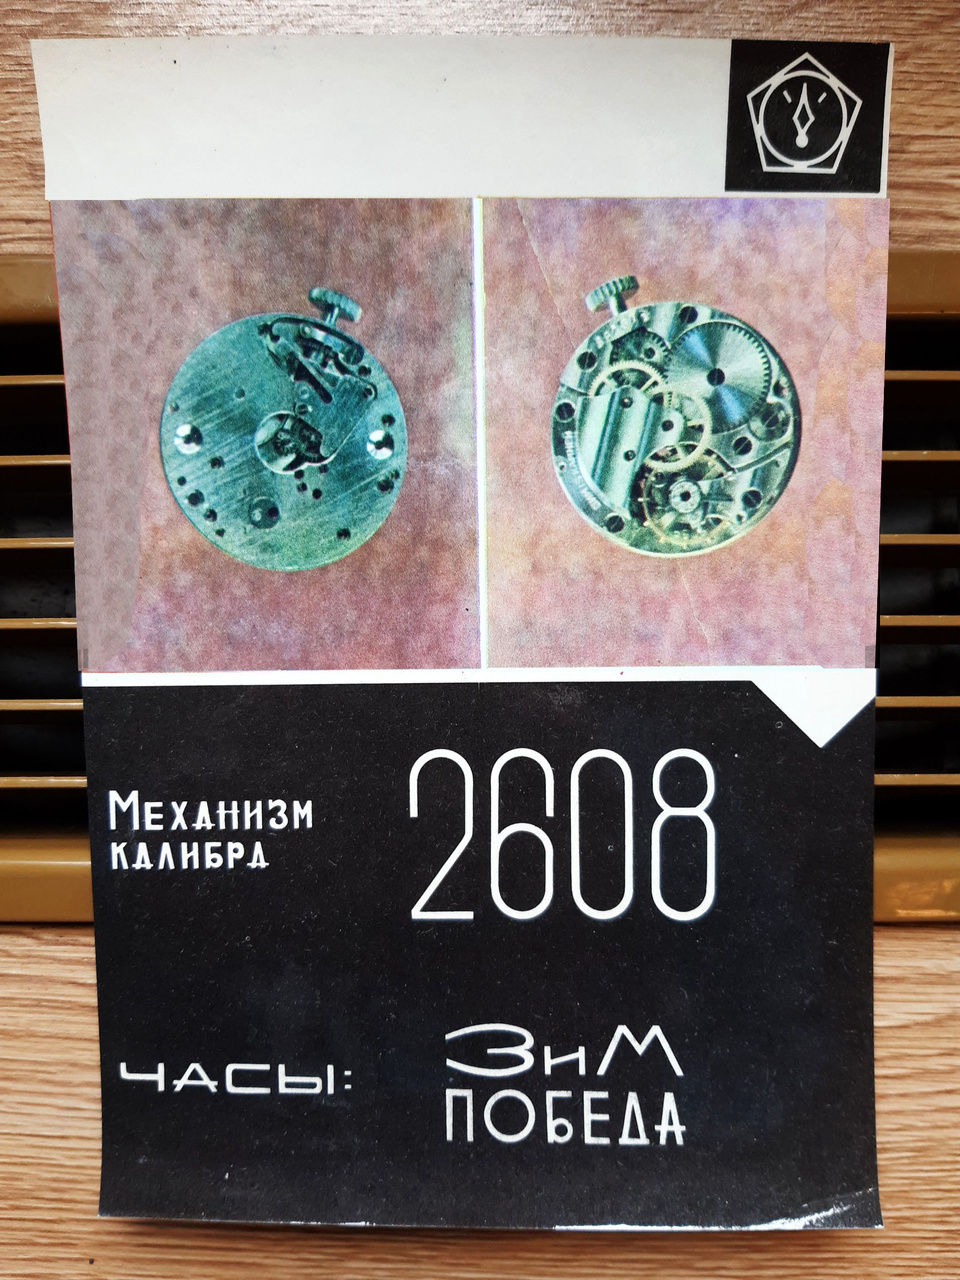 Механизм
калибра
2608
ЧАСЫ:
ЗиМ
ПОБЕДА